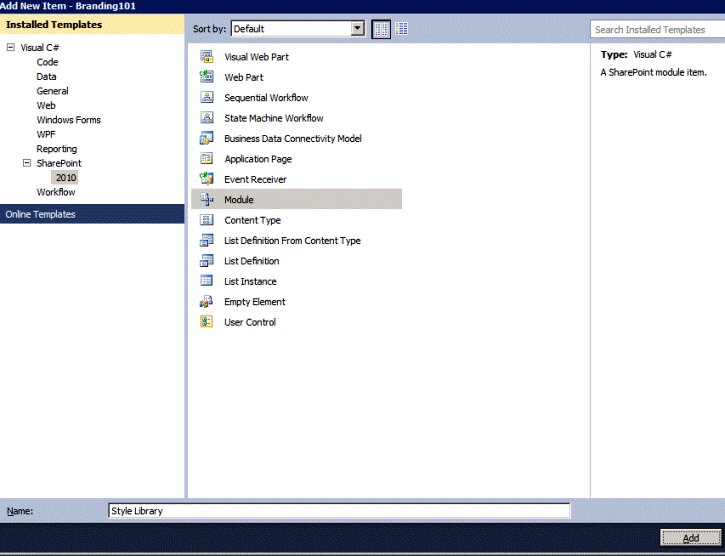 Add New Item - Branding101
Installed Templates
Sort by: Default
Search Installed Templates
Visual C#
Code
Data
General
Web
Windows Forms
WPF
Reporting
SharePoint
2010
Workflow
Online Templates
Visual Web Part
Web Part
Sequential Workflow
State Machine Workflow
Business Data Connectivity Model
Application Page
Event Receiver
Module
Content Type
List Definition From Content Type
List Definition
List Instance
Empty Element
User Control
Type: Visual C#
A SharePoint module item.
Name: Style Library
Add